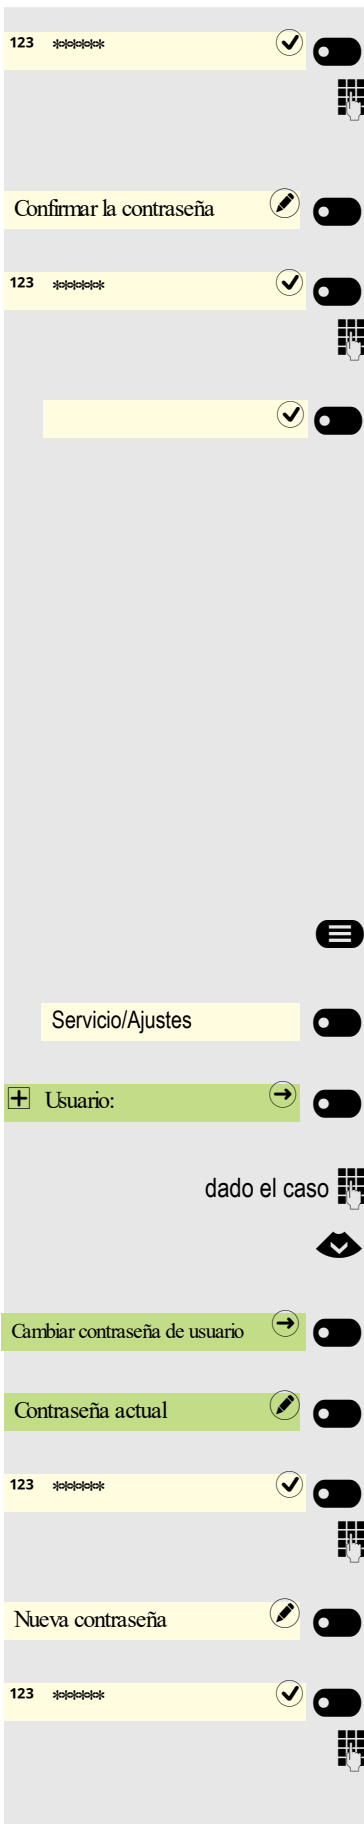 123 ******
Confirmar la contraseña
123 ******
Servicio/Ajustes
Usuario:
dado el caso
Cambiar contraseña de usuario
Contraseña actual
123 ******
Nueva contraseña
123 ******